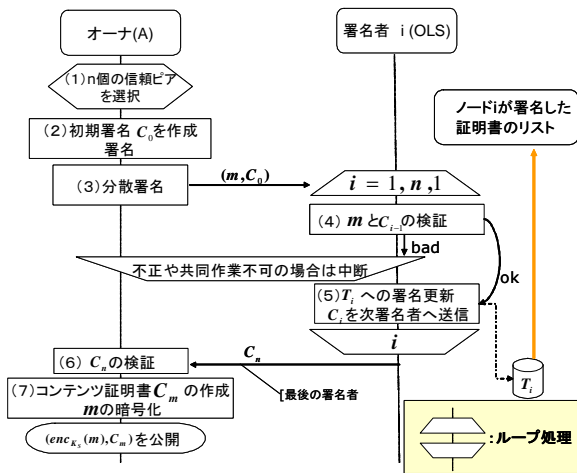 オーナ(A)
署名者 i (OLS)
(1)n個の信頼ピア
を選択
ノードiが署名した
証明書のリスト
(2)初期署名 C0を作成
署名
(3)分散署名
(m,C0)
i = 1, n ,1
(4) m とCi−1の検証
bad
ok
不正や共同作業不可の場合は中断
(5)Ti への署名更新
Ciを次署名者へ送信
i
(6) Cnの検証
Cn
[最後の署名者
(7)コンテンツ証明書Cm の作成
mの暗号化
(encKs(m),Cm)を公開
Ti
:ループ処理